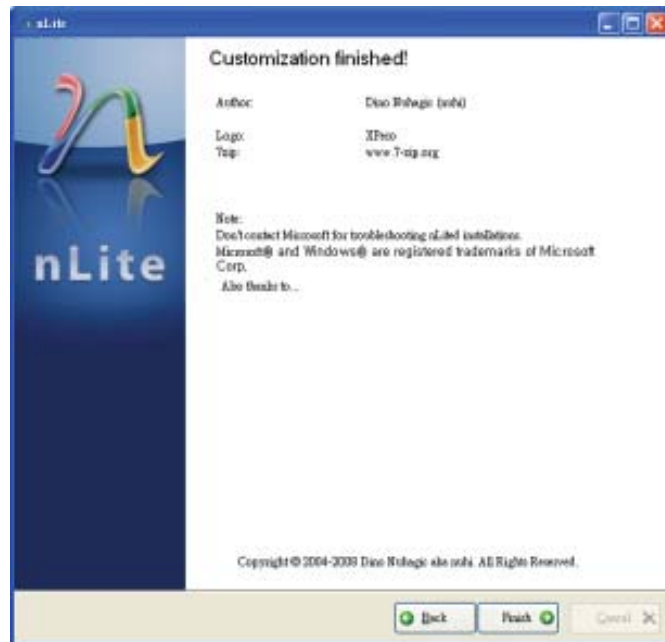 nLite
Customization finished!
Author: Dino Nuhagic (nuhi)
Logo: XPero
7zip: www.7-zip.org
Note:
Don't contact Microsoft for troubleshooting nLited installations.
Microsoft® and Windows® are registered trademarks of Microsoft
Corp.
Also thanks to...
nLite
Copyright © 2004-2008 Dino Nuhagic aka nuhi. All Rights Reserved.
Back
Finish
Cancel